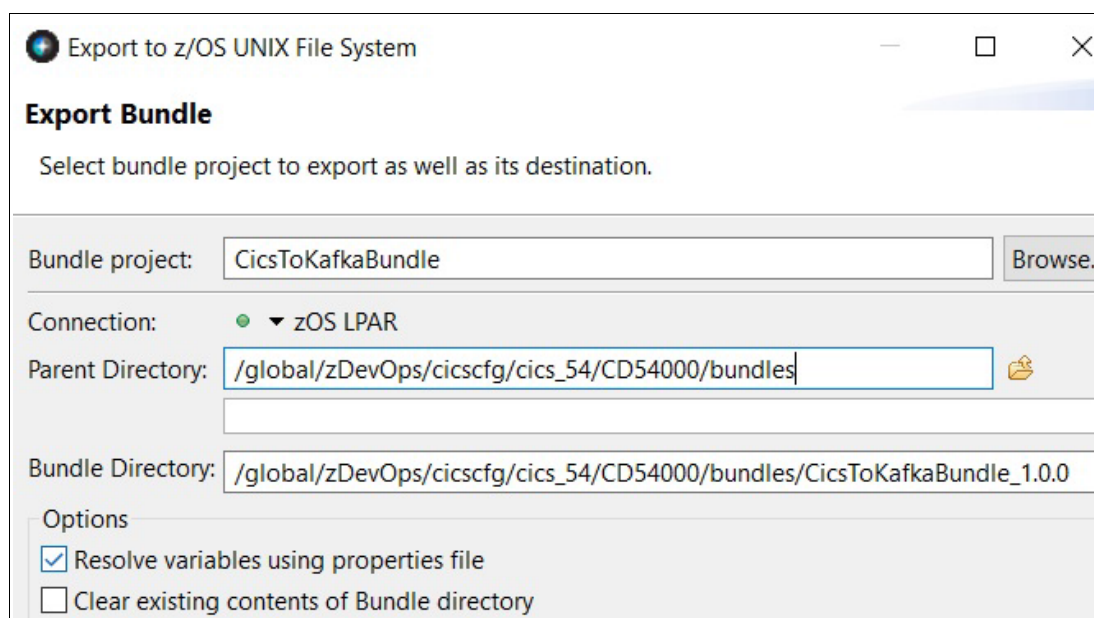 Export to z/OS UNIX File System
Export Bundle
Select bundle project to export as well as its destination.
Bundle project: CicsToKafkaBundle Browse.
Connection: zOS LPAR
Parent Directory: /global/zDevOps/cicscfg/cics_54/CD54000/bundles
Bundle Directory: /global/zDevOps/cicscfg/cics_54/CD54000/bundles/CicsToKafkaBundle_1.0.0
Options
Resolve variables using properties file
Clear existing contents of Bundle directory